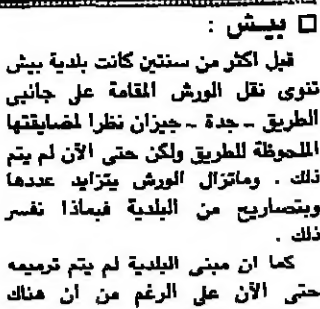 □ بيش :
قبل اكثر من سنتين كانت بلدية بيش
تنوى نقل الورش المقامة على جانبى
الطريق ـ جدة ـ جيزان نظرا لمضايقتها
الملحوظة للطريق ولكن حتى الآن لم يتم
ذلك . وماتزال الورش يتزايد عددها
وبتصاريح من البلدية فبماذا نفسر
ذلك .
كما ان مبنى البلدية لم يتم ترميمه
حتى الآن على الرغم من ان هناك